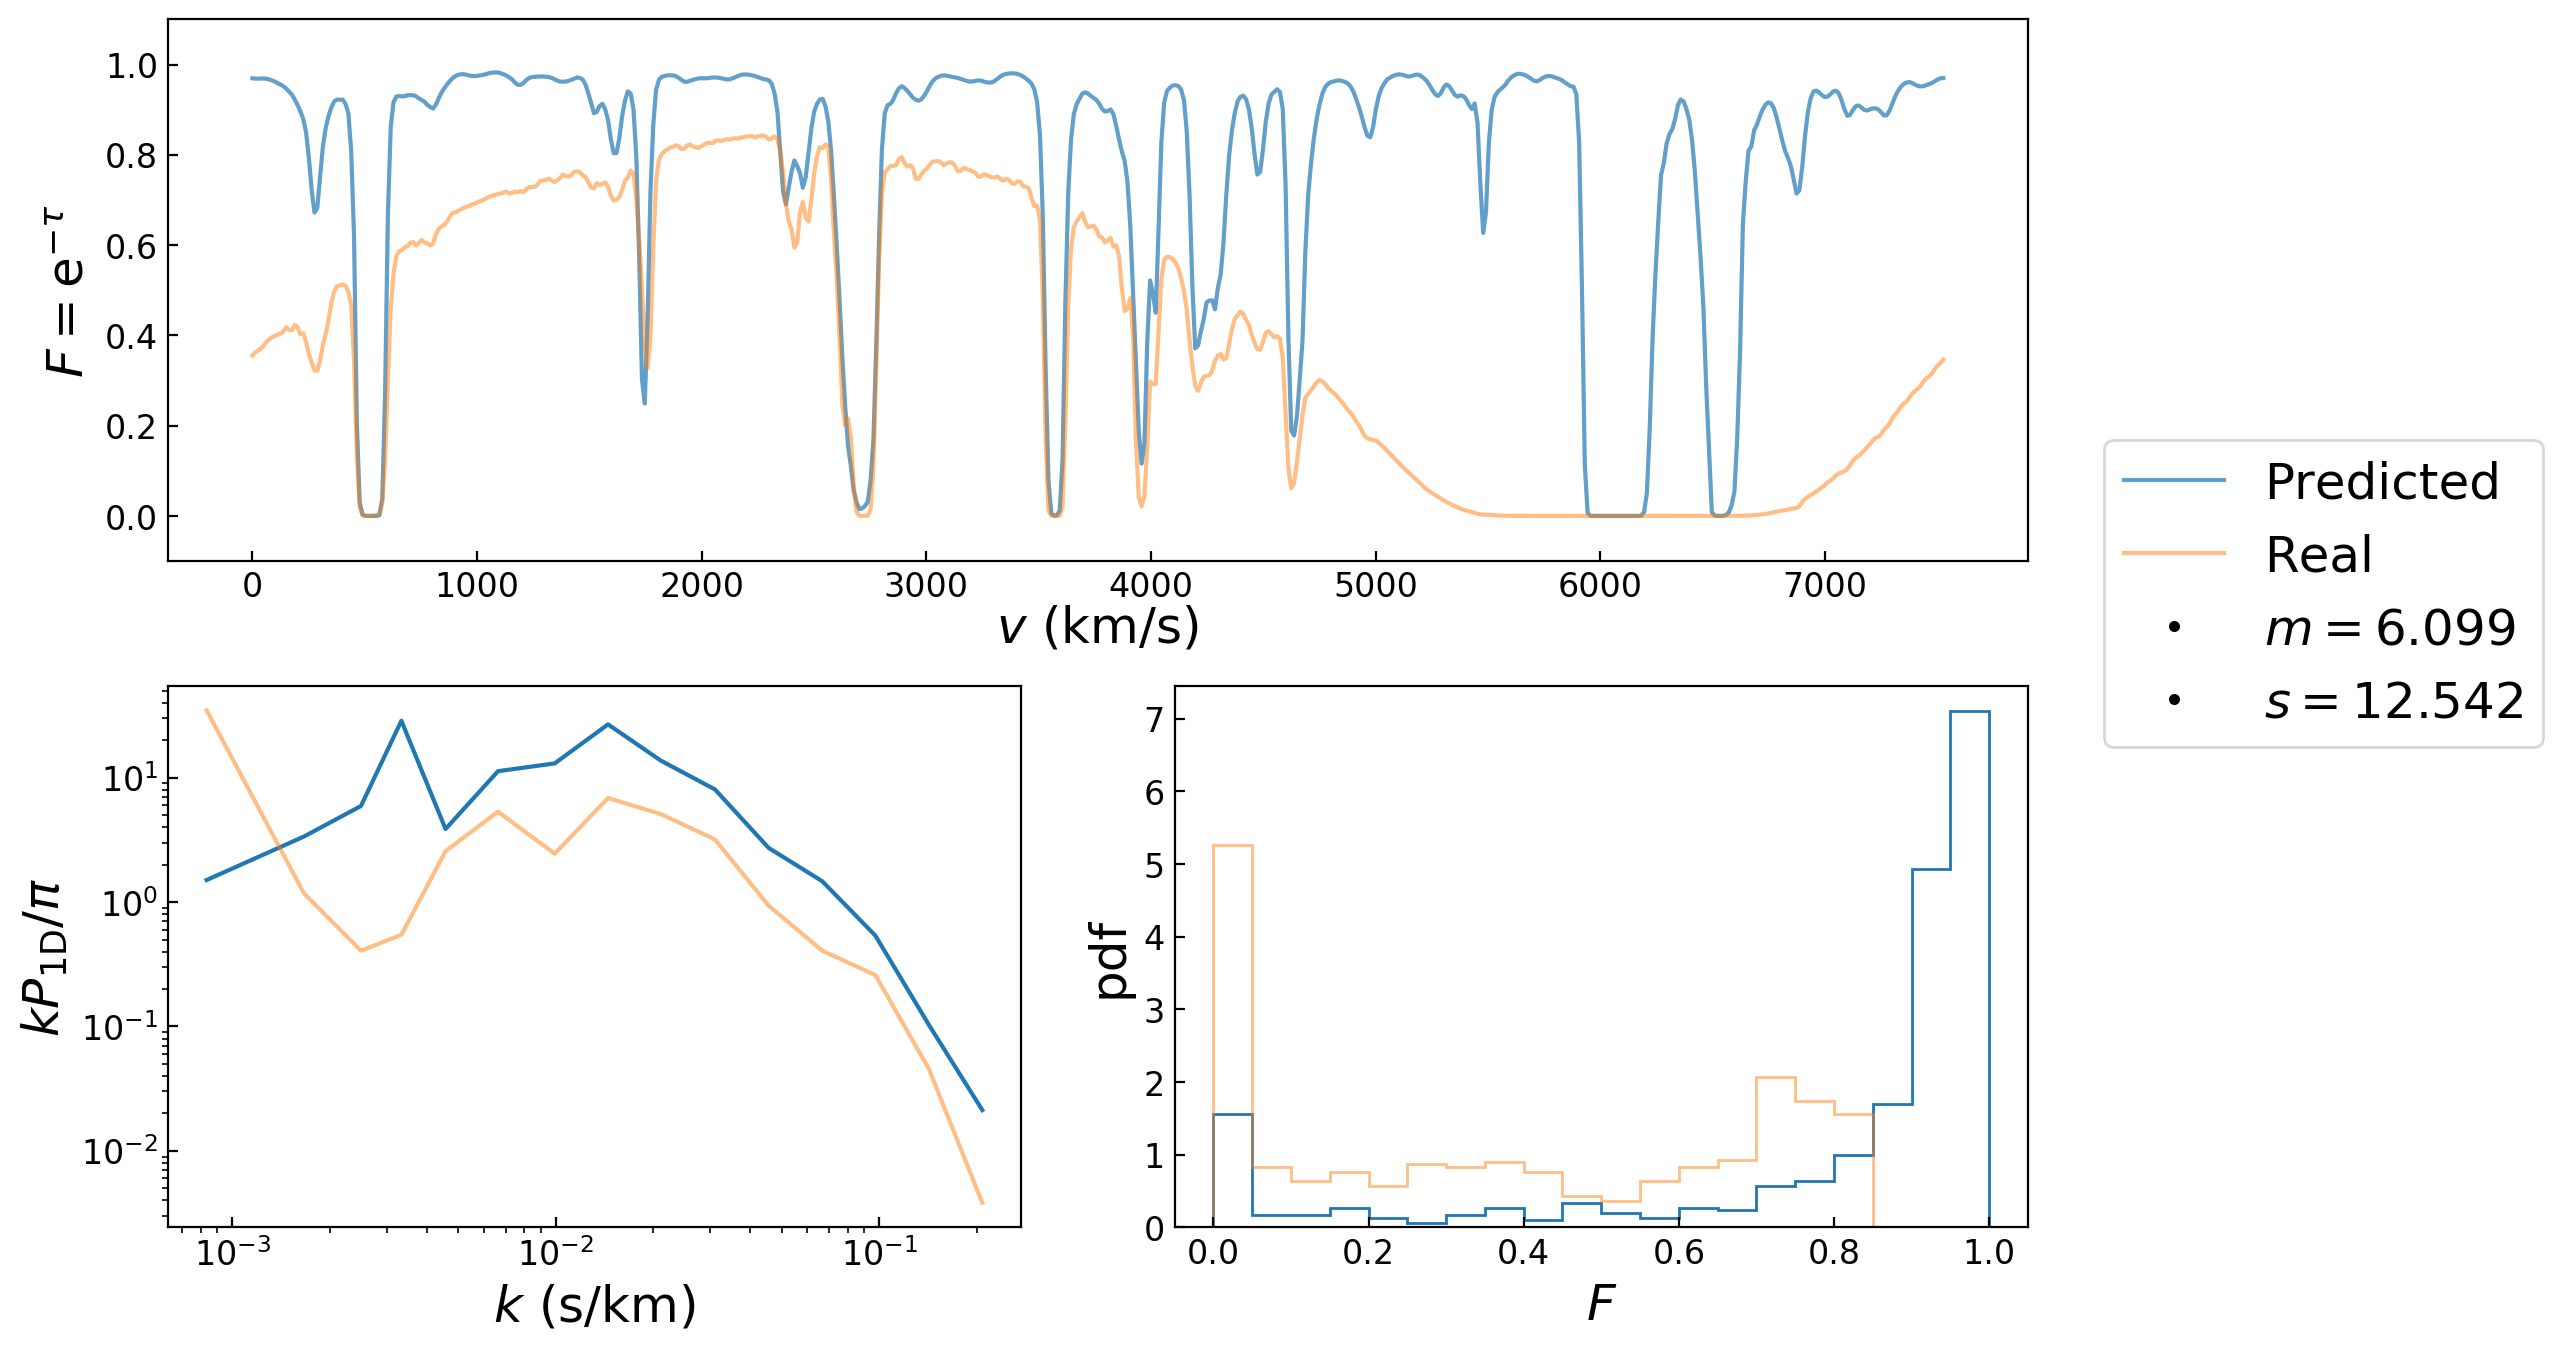 1.0
0.8
0.6
0.4
0.2
0.0
F = e^{−τ}
0 1000 2000 3000 4000 5000 6000 7000
v (km/s)
Predicted
Real
m = 6.099
s = 12.542
10^1
10^0
10^{−1}
10^{−2}
kP_{1D}/π
10^{−3} 10^{−2} 10^{−1}
k (s/km)
7
6
5
4
3
2
1
0
pdf
0.0 0.2 0.4 0.6 0.8 1.0
F